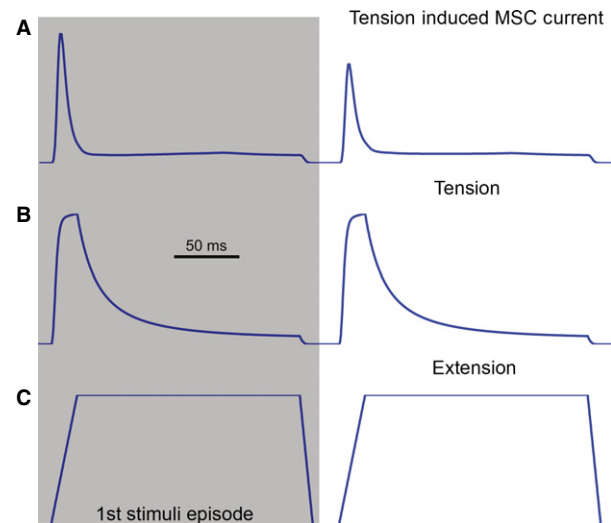 A
Tension induced MSC current
Tension
B
50 ms
Extension
C
1st stimuli episode